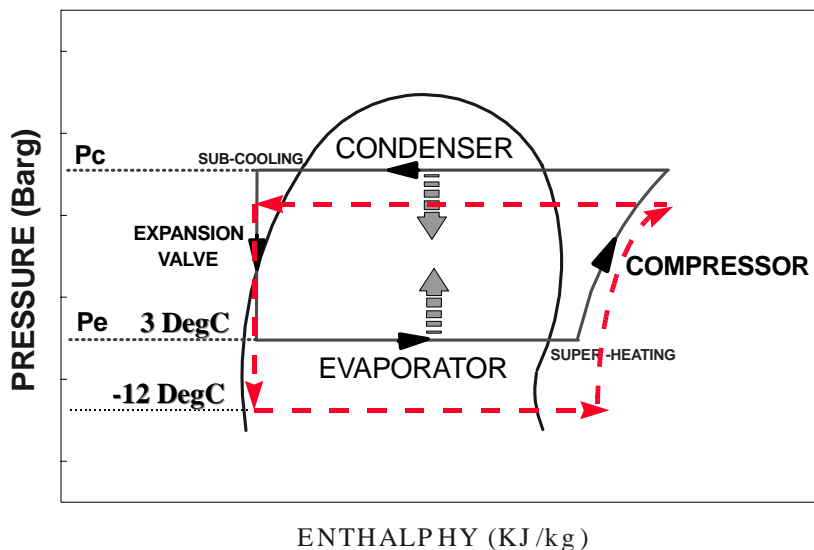 PRESSURE (Barg)
Pc
SUB-COOLING
CONDENSER
EXPANSION
VALVE
COMPRESSOR
Pe
3 DegC
EVAPORATOR
SUPER-HEATING
-12 DegC
ENTHALPHY (KJ/kg)